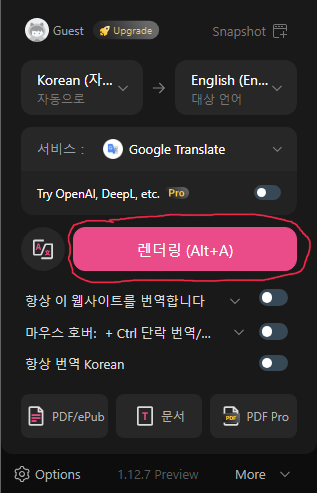 Guest
Upgrade
Snapshot
Korean (자...
자동으로
English (En...
대상 언어
서비스 :
Google Translate
Try OpenAI, DeepL, etc. Pro
렌더링 (Alt+A)
항상 이 웹사이트를 번역합니다
마우스 호버: + Ctrl 단락 번역/...
항상 번역 Korean
PDF/ePub
문서
PDF Pro
Options
1.12.7 Preview
More